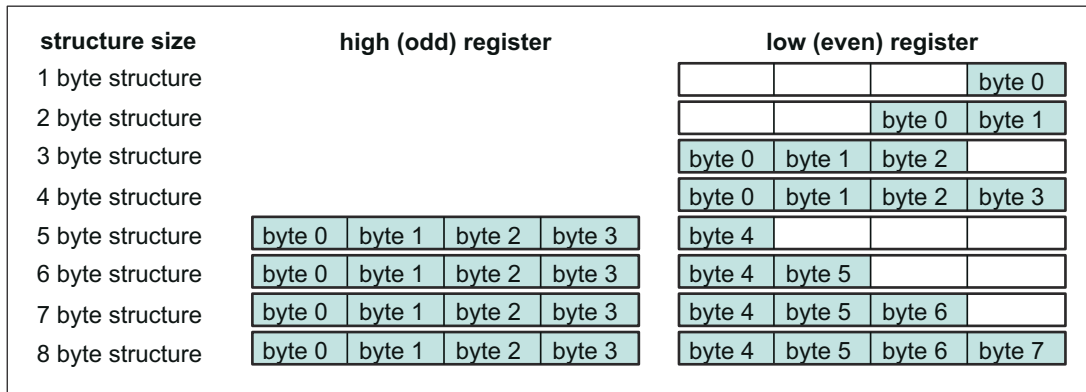 structure size high (odd) register low (even) register
1 byte structure byte 0
2 byte structure byte 0 byte 1
3 byte structure byte 0 byte 1 byte 2
4 byte structure byte 0 byte 1 byte 2 byte 3
5 byte structure byte 0 byte 1 byte 2 byte 3 byte 4
6 byte structure byte 0 byte 1 byte 2 byte 3 byte 4 byte 5
7 byte structure byte 0 byte 1 byte 2 byte 3 byte 4 byte 5 byte 6
8 byte structure byte 0 byte 1 byte 2 byte 3 byte 4 byte 5 byte 6 byte 7